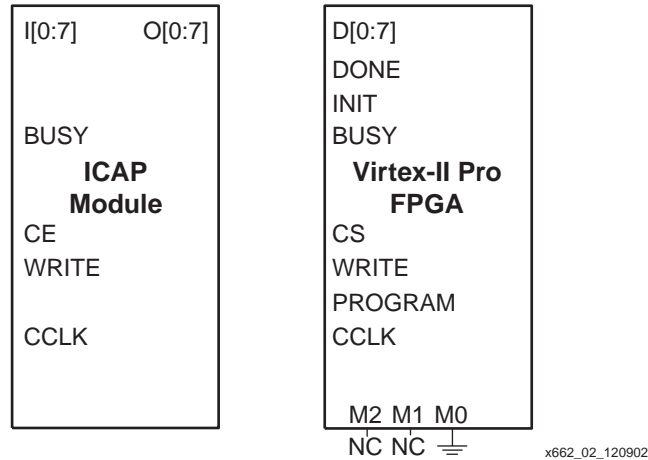 I[0:7] O[0:7]
BUSY
ICAP
Module
CE
WRITE
CCLK
D[0:7]
DONE
INIT
BUSY
Virtex-II Pro
FPGA
CS
WRITE
PROGRAM
CCLK
M2 M1 M0
NC NC
x662_02_120902